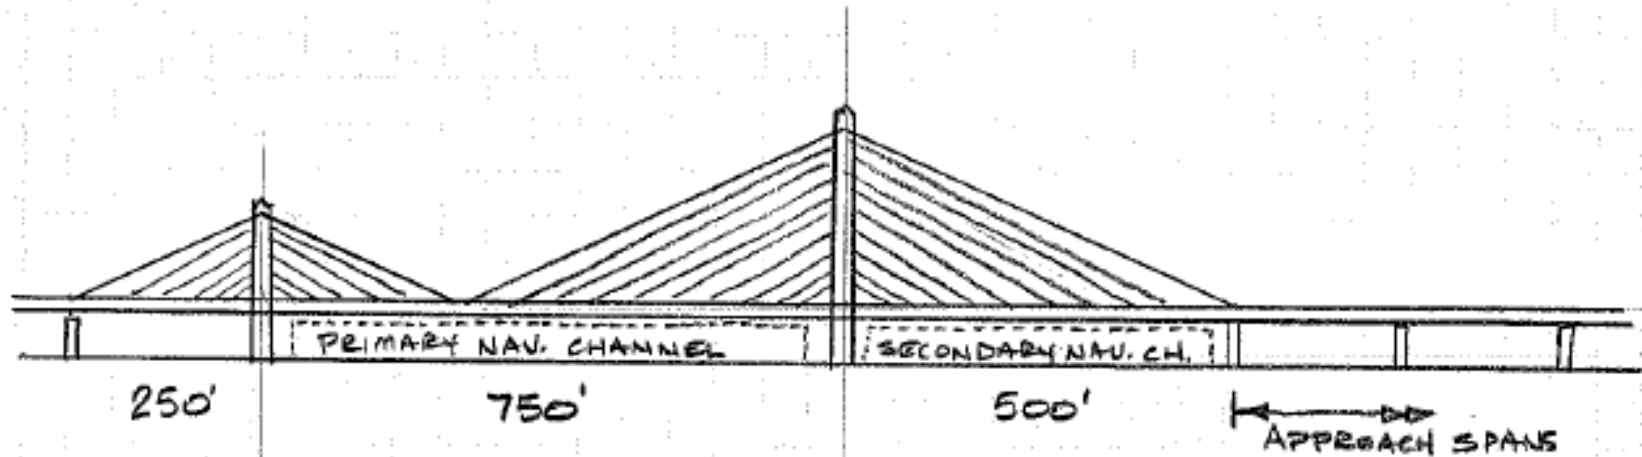 PRIMARY NAV. CHANNEL
SECONDARY NAV. CH.
250'
750'
500'
APPROACH SPANS